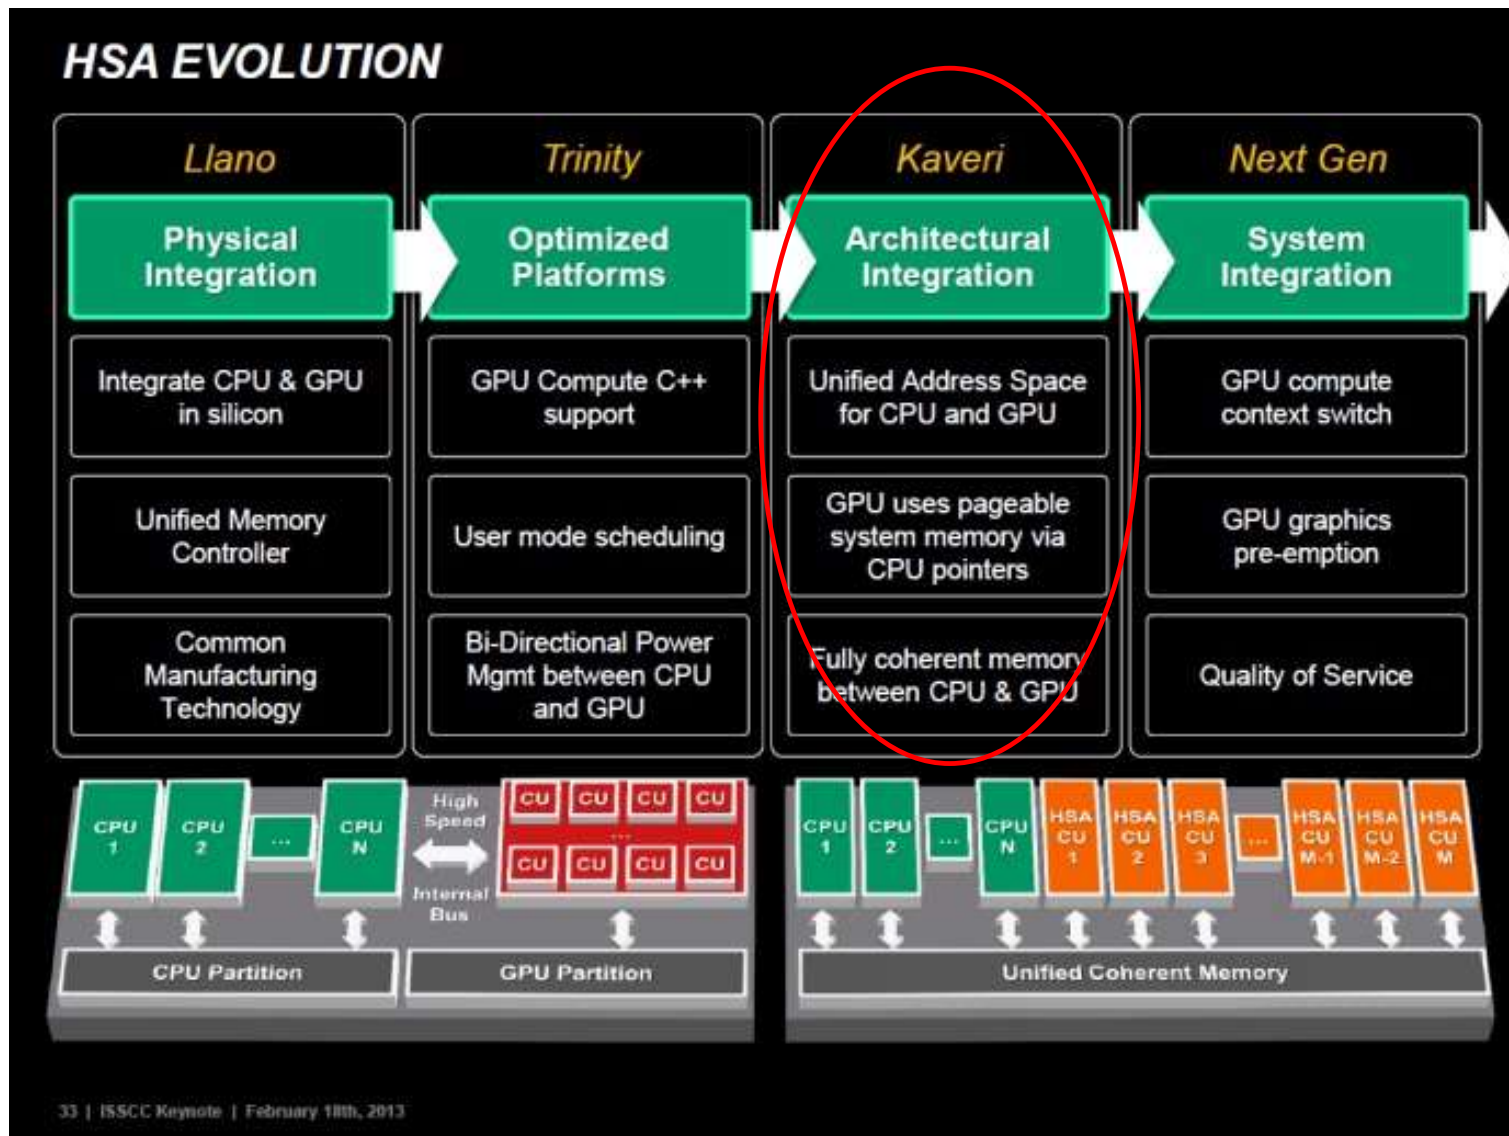 HSA EVOLUTION
Llano
Physical
Integration
Integrate CPU & GPU
in silicon
Unified Memory
Controller
Common
Manufacturing
Technology
Trinity
Optimized
Platforms
GPU Compute C++
support
User mode scheduling
Bi-Directional Power
Mgmt between CPU
and GPU
Kaveri
Architectural
Integration
Unified Address Space
for CPU and GPU
GPU uses pageable
system memory via
CPU pointers
Fully coherent memory
between CPU & GPU
Next Gen
System
Integration
GPU compute
context switch
GPU graphics
pre-emption
Quality of Service
CPU
1
CPU
2
...
CPU
N
High
Speed
Internal
Bus
CU CU CU CU
...
CU CU CU CU
CPU Partition
GPU Partition
CPU
1
CPU
2
...
CPU
N
HSA
CU
1
HSA
CU
2
HSA
CU
3
...
HSA
CU
M-1
HSA
CU
M-2
HSA
CU
M
Unified Coherent Memory
33 | ISSCC Keynote | February 18th, 2013